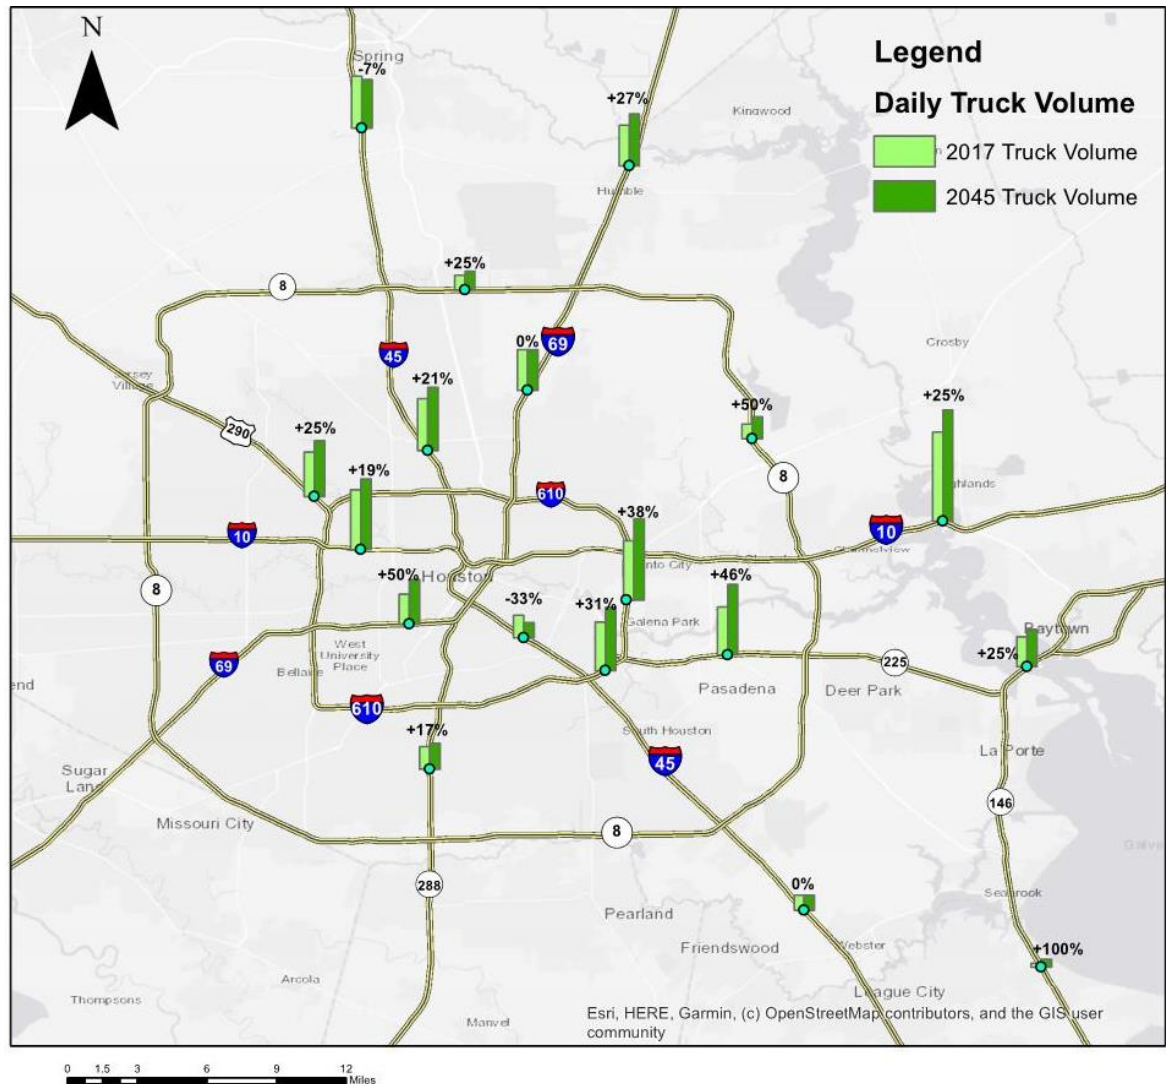 N
Spring
-7%
+27%
Kingwood
Humble
Legend
Daily Truck Volume
2017 Truck Volume
2045 Truck Volume
+25%
8
0%
69
45
Crosby
+21%
+25%
+50%
+25%
290
+19%
8
610
+38%
10
10
+50%
Houston
-33%
+31%
+46%
Galena Park
8
West
University
Place
Bellaire
69
225
Baytown
+25%
Pasadena
Deer Park
610
South Houston
+17%
45
La Porte
Sugar
Land
146
Missouri City
8
288
0%
Seabrook
Pearland
Friendswood
Webster
+100%
Arcola
League City
Thompsons
Manvel
Esri, HERE, Garmin, (c) OpenStreetMap contributors, and the GIS user
community
0 1.5 3 6 9 12
Miles